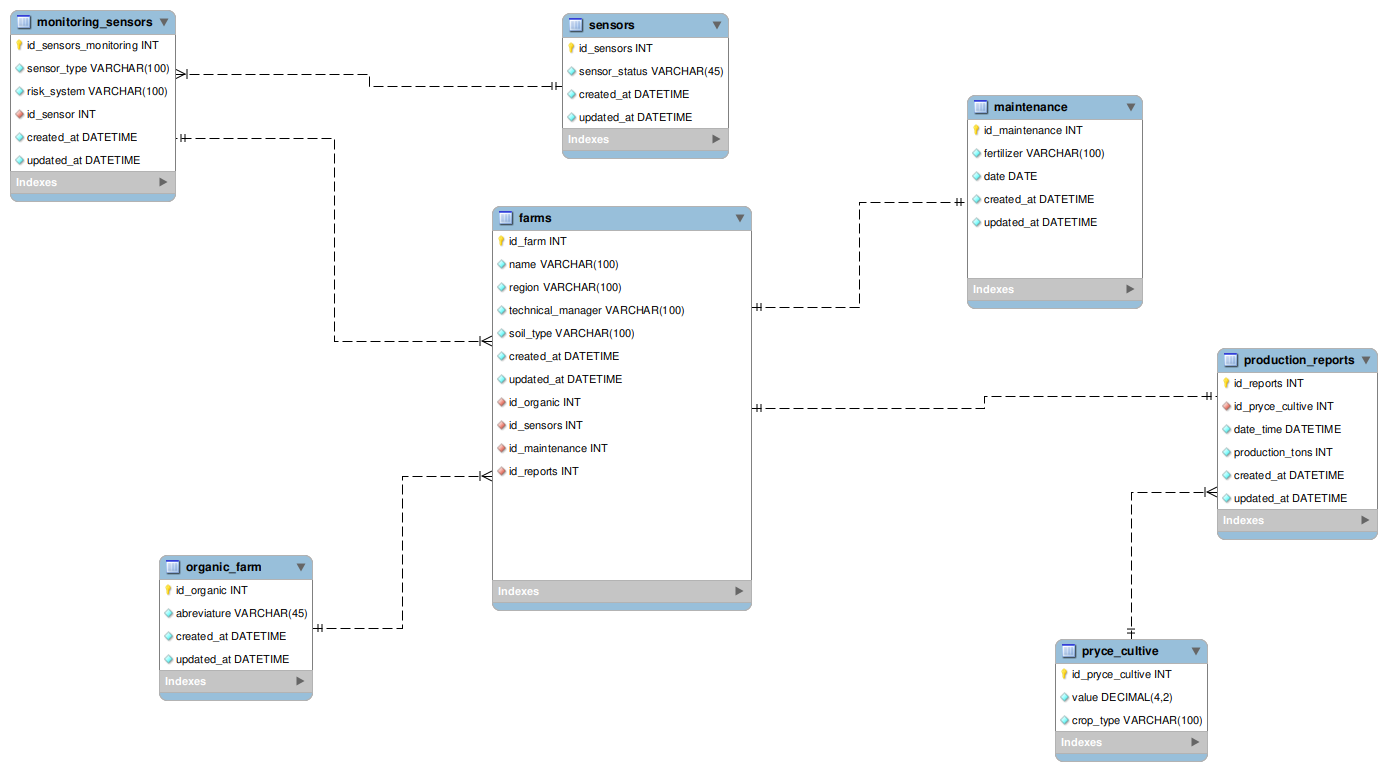 monitoring_sensors
id_sensors_monitoring INT
sensor_type VARCHAR(100)
risk_system VARCHAR(100)
id_sensor INT
created_at DATETIME
updated_at DATETIME
Indexes
sensors
id_sensors INT
sensor_status VARCHAR(45)
created_at DATETIME
updated_at DATETIME
Indexes
maintenance
id_maintenance INT
fertilizer VARCHAR(100)
date DATE
created_at DATETIME
updated_at DATETIME
Indexes
farms
id_farm INT
name VARCHAR(100)
region VARCHAR(100)
technical_manager VARCHAR(100)
soil_type VARCHAR(100)
created_at DATETIME
updated_at DATETIME
id_organic INT
id_sensors INT
id_maintenance INT
id_reports INT
Indexes
production_reports
id_reports INT
id_pryce_cultive INT
date_time DATETIME
production_tons INT
created_at DATETIME
updated_at DATETIME
Indexes
organic_farm
id_organic INT
abreviature VARCHAR(45)
created_at DATETIME
updated_at DATETIME
Indexes
pryce_cultive
id_pryce_cultive INT
value DECIMAL(4,2)
crop_type VARCHAR(100)
Indexes